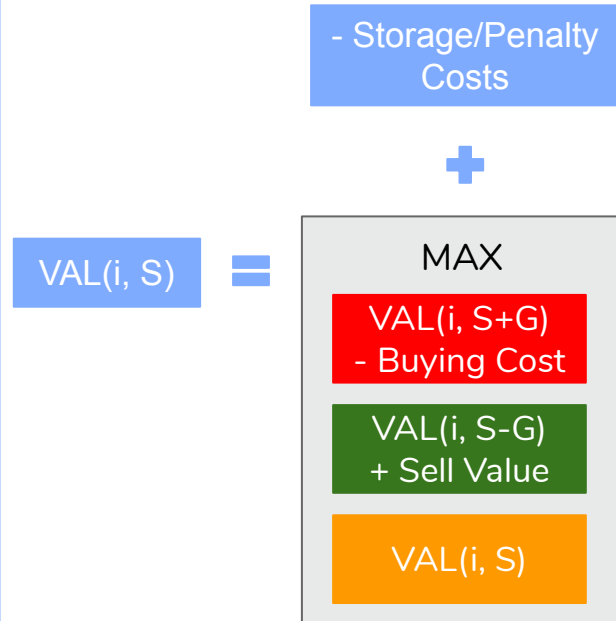 - Storage/Penalty
Costs
+
VAL(i, S)
=
MAX
VAL(i, S+G)
- Buying Cost
VAL(i, S-G)
+ Sell Value
VAL(i, S)